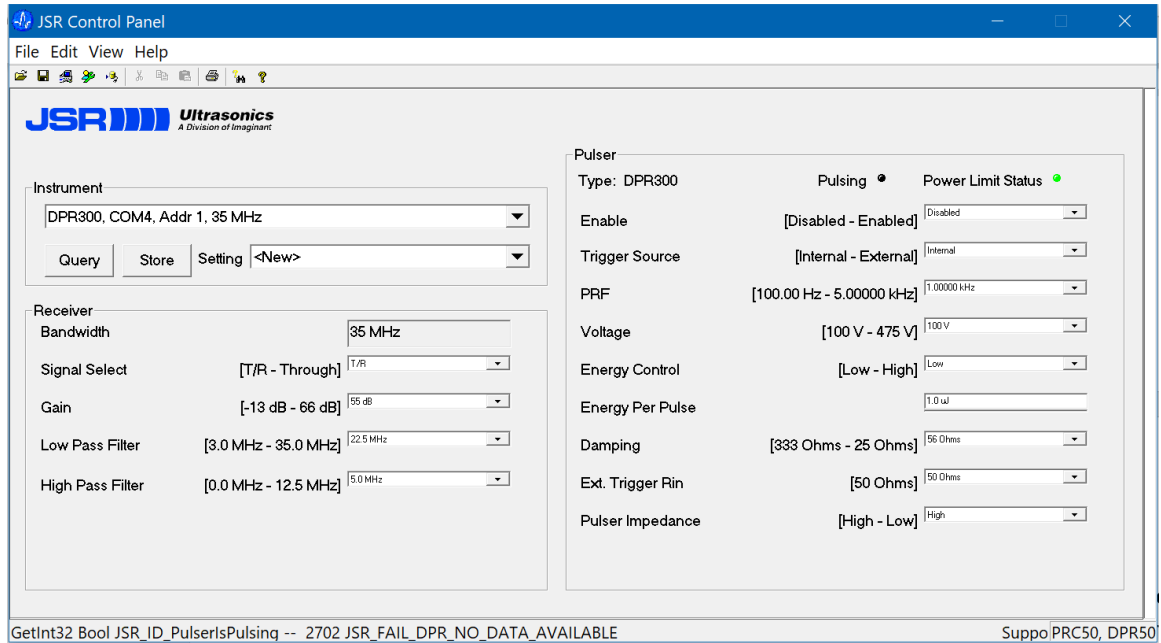 JSR Control Panel
File Edit View Help
JSR Ultrasonics
A Division of Imaginant
Instrument
DPR300, COM4, Addr 1, 35 MHz
Query Store Setting <New>
Receiver
Bandwidth 35 MHz
Signal Select [T/R - Through] T/R
Gain [-13 dB - 66 dB] 55 dB
Low Pass Filter [3.0 MHz - 35.0 MHz] 22.5 MHz
High Pass Filter [0.0 MHz - 12.5 MHz] 5.0 MHz
Pulser
Type: DPR300 Pulsing Power Limit Status
Enable [Disabled - Enabled] Disabled
Trigger Source [Internal - External] Internal
PRF [100.00 Hz - 5.00000 kHz] 1.00000 kHz
Voltage [100 V - 475 V] 100 V
Energy Control [Low - High] Low
Energy Per Pulse 1.0 uJ
Damping [333 Ohms - 25 Ohms] 56 Ohms
Ext. Trigger Rin [50 Ohms] 50 Ohms
Pulser Impedance [High - Low] High
GetInt32 Bool JSR_ID_PulserIsPulsing -- 2702 JSR_FAIL_DPR_NO_DATA_AVAILABLE Suppo PRC50, DPR50